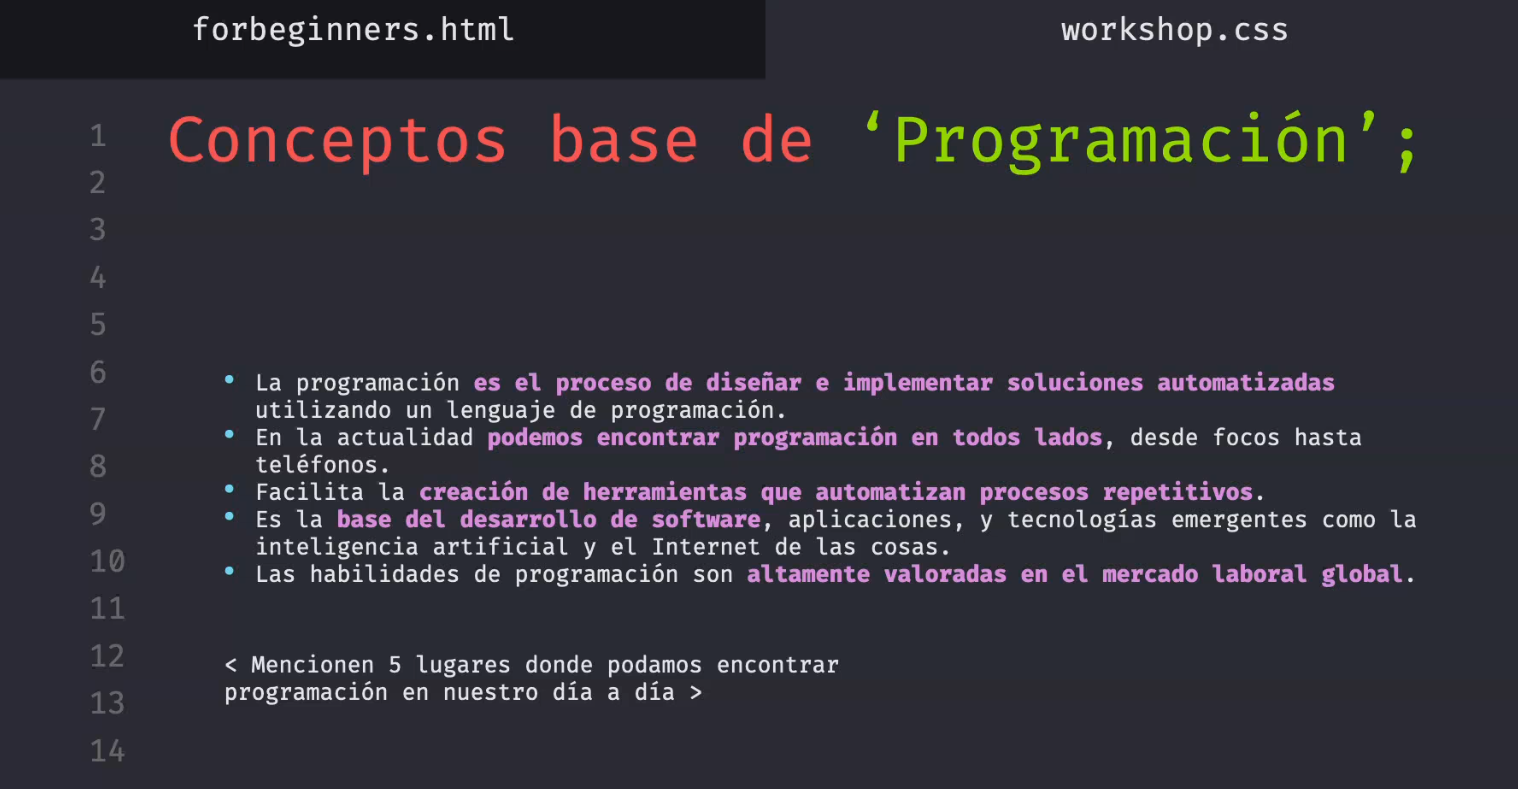 forbeginners.html
workshop.css
1
Conceptos base de ‘Programación’;
2
3
4
5
6
• La programación es el proceso de diseñar e implementar soluciones automatizadas
utilizando un lenguaje de programación.
7
• En la actualidad podemos encontrar programación en todos lados, desde focos hasta
teléfonos.
8
• Facilita la creación de herramientas que automatizan procesos repetitivos.
9
• Es la base del desarrollo de software, aplicaciones, y tecnologías emergentes como la
inteligencia artificial y el Internet de las cosas.
10
• Las habilidades de programación son altamente valoradas en el mercado laboral global.
11
12
< Mencionen 5 lugares donde podamos encontrar
programación en nuestro día a día >
13
14